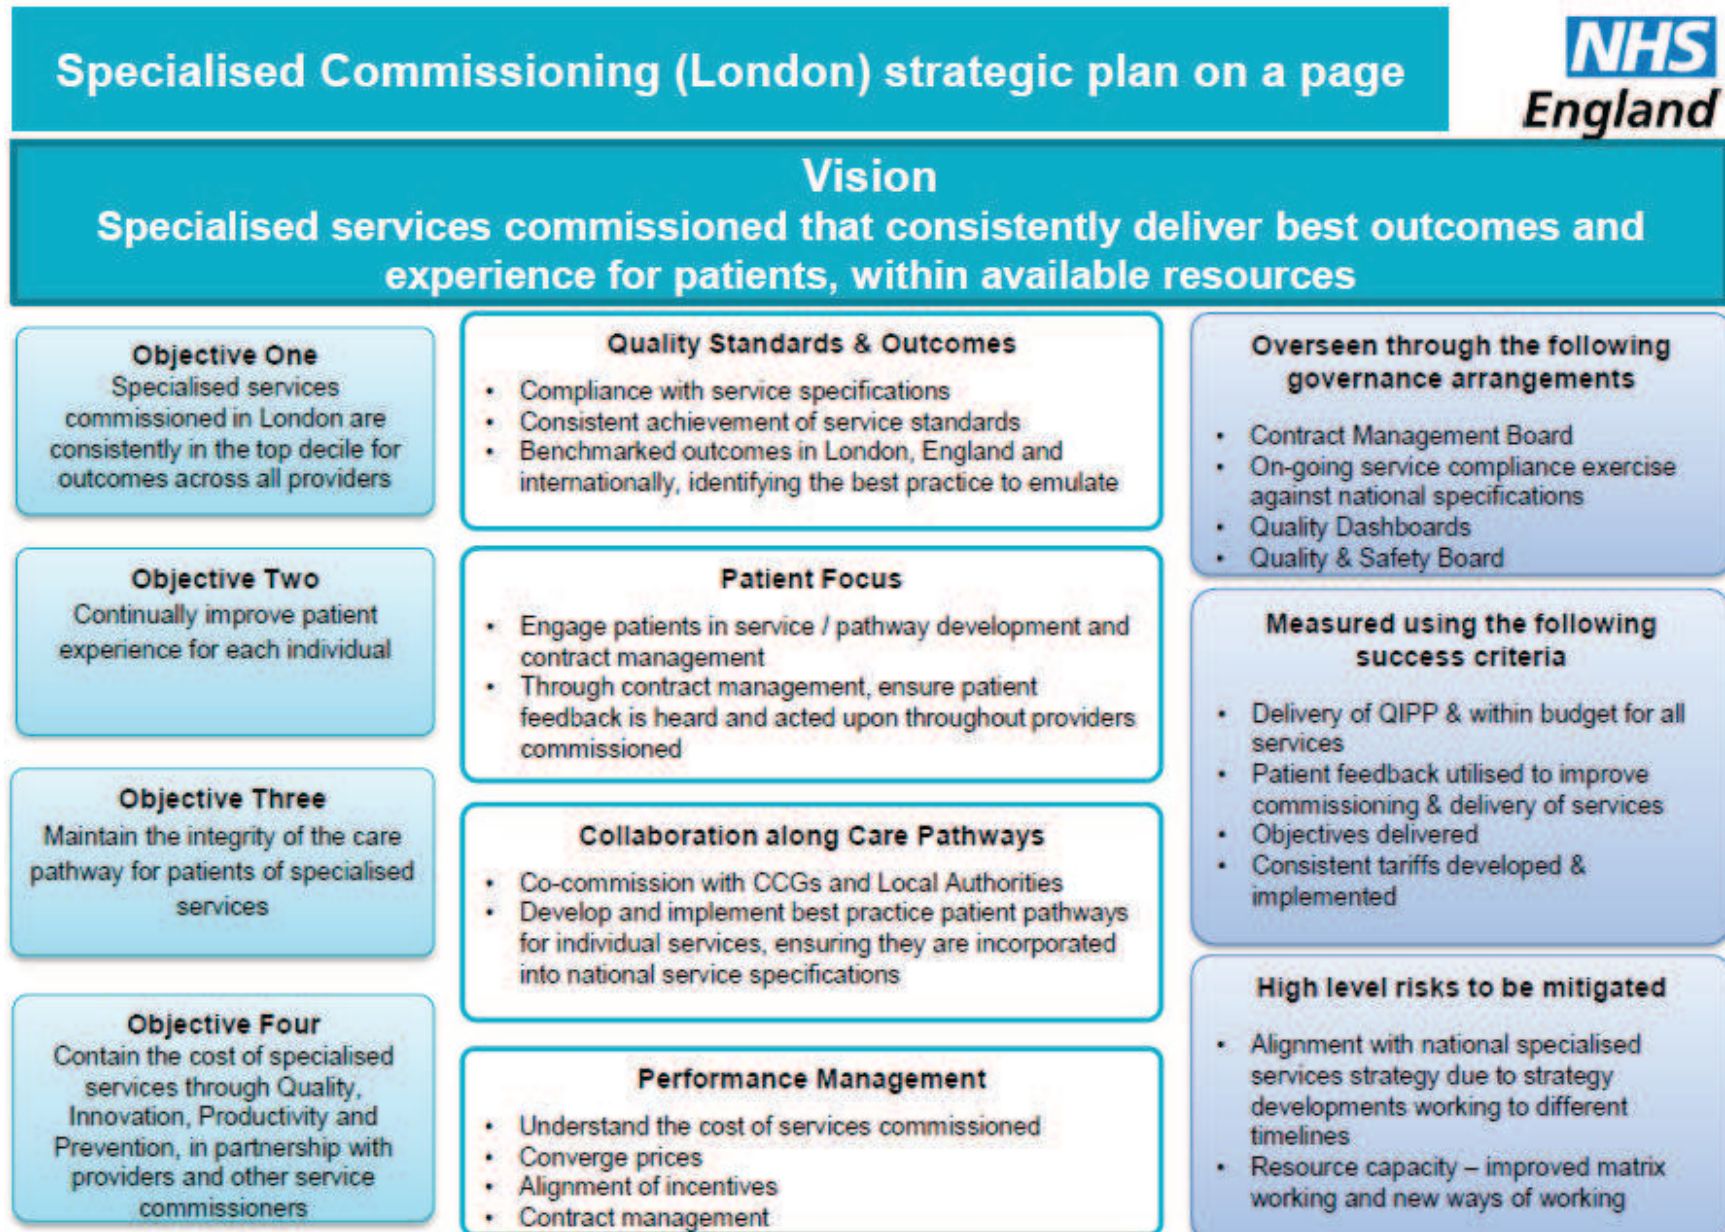 Specialised Commissioning (London) strategic plan on a page
NHS
England
Vision
Specialised services commissioned that consistently deliver best outcomes and
experience for patients, within available resources
Objective One
Specialised services
commissioned in London are
consistently in the top decile for
outcomes across all providers
Objective Two
Continually improve patient
experience for each individual
Objective Three
Maintain the integrity of the care
pathway for patients of specialised
services
Objective Four
Contain the cost of specialised
services through Quality,
Innovation, Productivity and
Prevention, in partnership with
providers and other service
commissioners
Quality Standards & Outcomes
• Compliance with service specifications
• Consistent achievement of service standards
• Benchmarked outcomes in London, England and
internationally, identifying the best practice to emulate
Patient Focus
• Engage patients in service / pathway development and
contract management
• Through contract management, ensure patient
feedback is heard and acted upon throughout providers
commissioned
Collaboration along Care Pathways
• Co-commission with CCGs and Local Authorities
• Develop and implement best practice patient pathways
for individual services, ensuring they are incorporated
into national service specifications
Performance Management
• Understand the cost of services commissioned
• Converge prices
• Alignment of incentives
• Contract management
Overseen through the following
governance arrangements
• Contract Management Board
• On-going service compliance exercise
against national specifications
• Quality Dashboards
• Quality & Safety Board
Measured using the following
success criteria
• Delivery of QIPP & within budget for all
services
• Patient feedback utilised to improve
commissioning & delivery of services
• Objectives delivered
• Consistent tariffs developed &
implemented
High level risks to be mitigated
• Alignment with national specialised
services strategy due to strategy
developments working to different
timelines
• Resource capacity – improved matrix
working and new ways of working